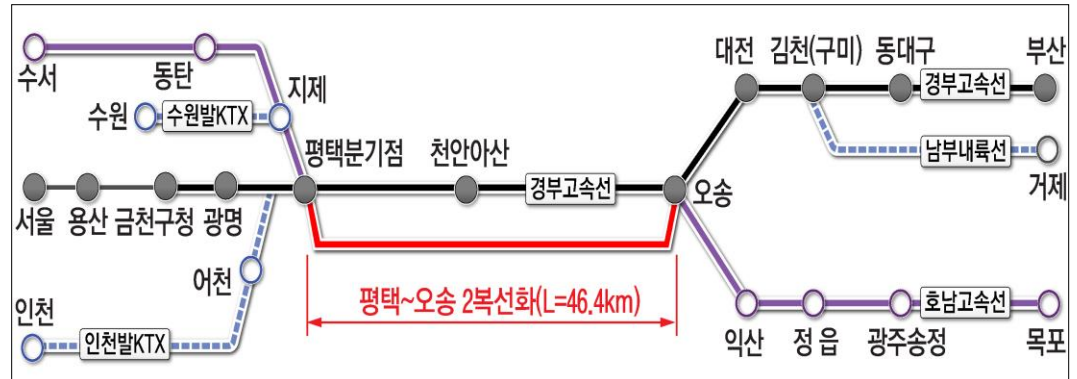 대전 김천(구미) 동대구 부산
수서 동탄 지제
경부고속선
수원 수원발KTX
평택분기점 천안아산
남부내륙선
경부고속선 오송
거제
서울 용산 금천구청 광명
어천
평택~오송 2복선화(L=46.4km)
인천
인천발KTX
호남고속선
익산 정읍 광주송정 목포